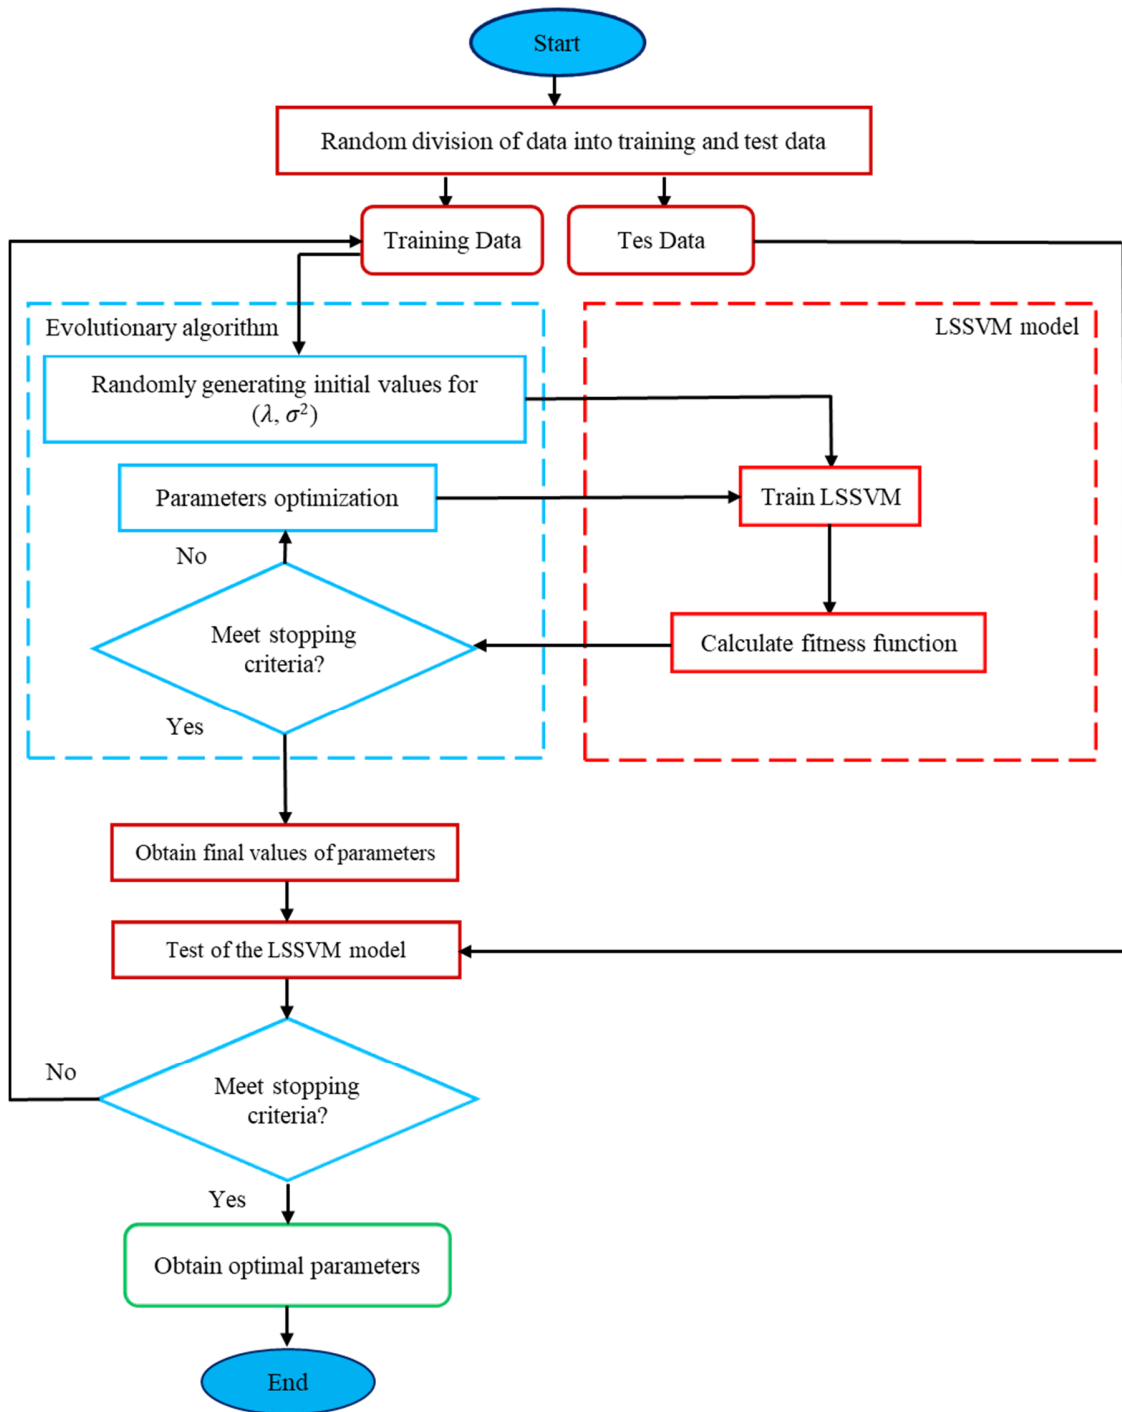 Start
Random division of data into training and test data
Training Data
Tes Data
Evolutionary algorithm
LSSVM model
Randomly generating initial values for
(λ, σ²)
Parameters optimization
Train LSSVM
No
Meet stopping
criteria?
Calculate fitness function
Yes
Obtain final values of parameters
Test of the LSSVM model
No
Meet stopping
criteria?
Yes
Obtain optimal parameters
End